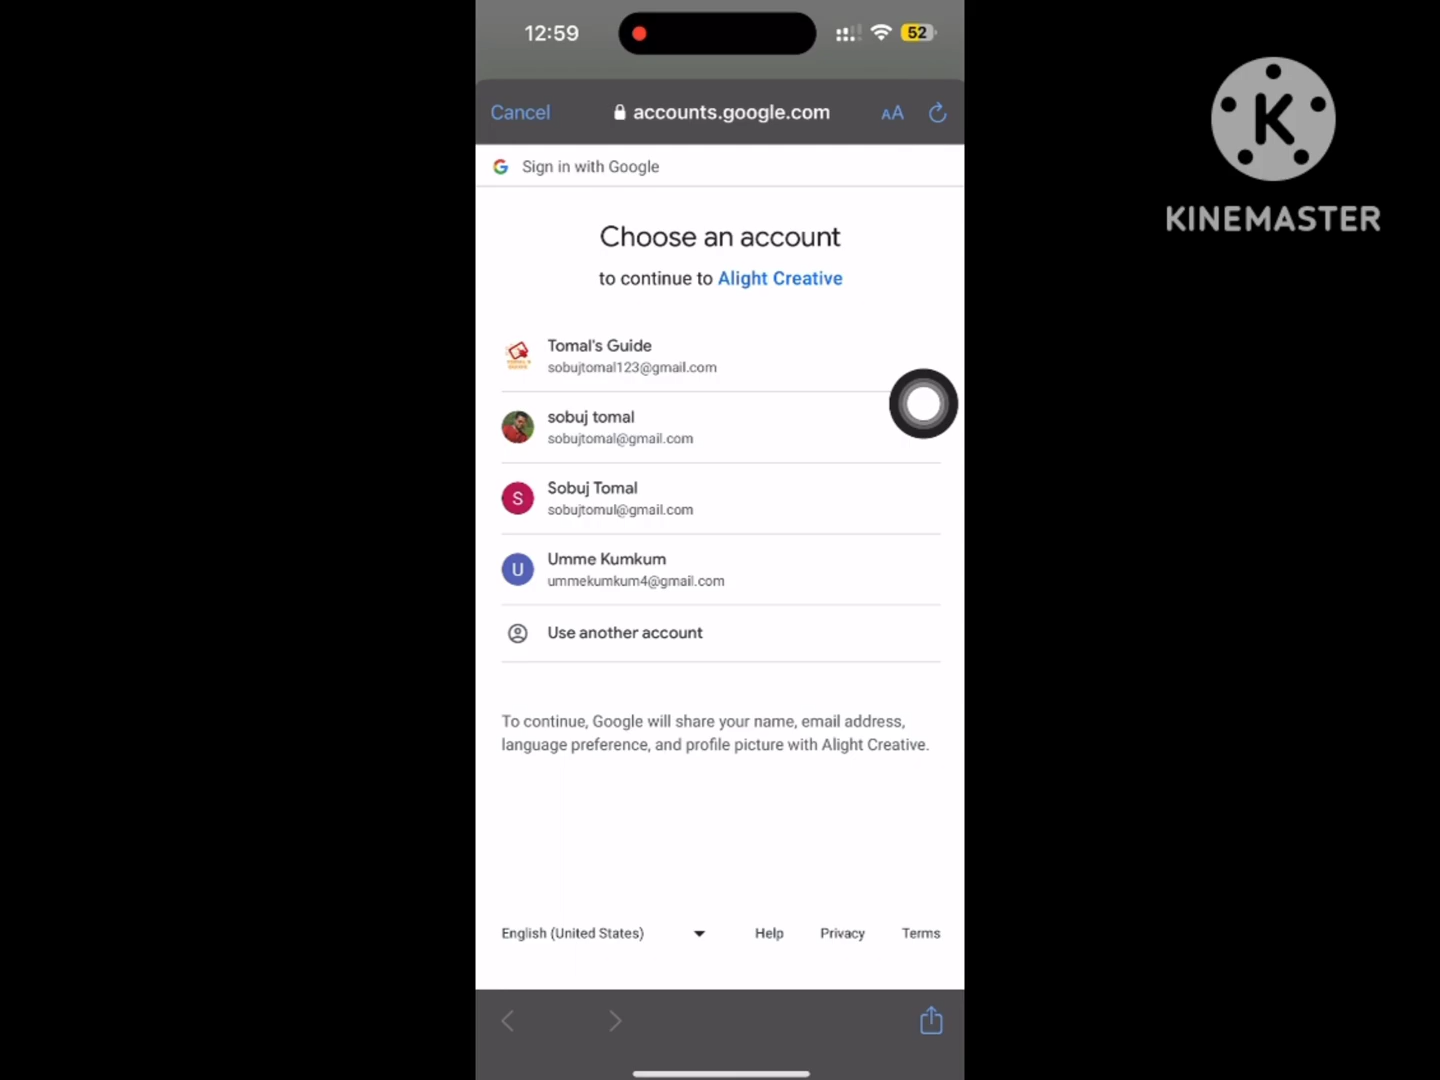 12:59
52
Cancel
accounts.google.com
AA
K
KINEMASTER
G Sign in with Google
Choose an account
to continue to Alight Creative
Tomal's Guide
sobujtomal123@gmail.com
sobuj tomal
sobujtomal@gmail.com
S
Sobuj Tomal
sobujtomul@gmail.com
U
Umme Kumkum
ummekumkum4@gmail.com
Use another account
To continue, Google will share your name, email address,
language preference, and profile picture with Alight Creative.
English (United States)
Help
Privacy
Terms